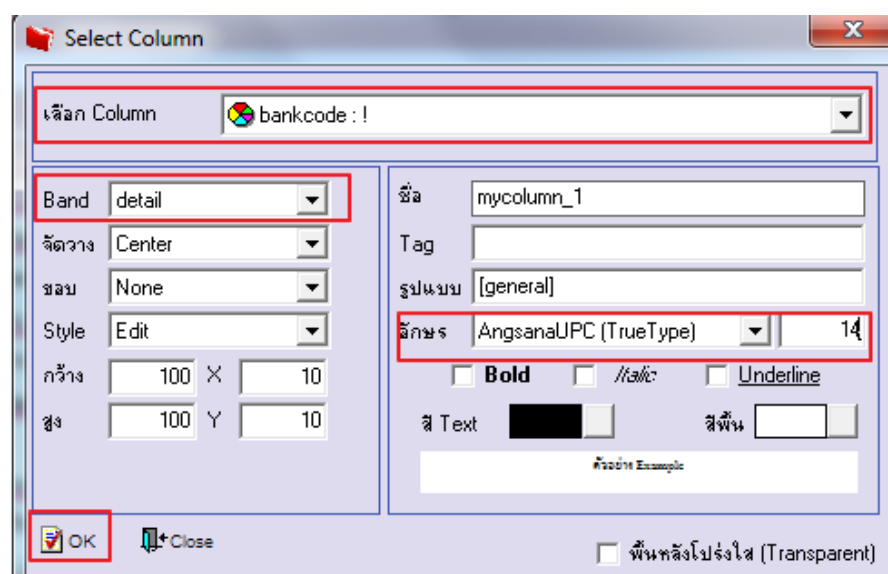 Select Column
เลือก Column bankcode : !
Band detail
จัดวาง Center
ขอบ None
Style Edit
กว้าง 100 X 10
สูง 100 Y 10
ชื่อ mycolumn_1
Tag
รูปแบบ [general]
อักษร AngsanaUPC (TrueType) 14
Bold Italic Underline
สี Text สีพื้น
ตัวอย่าง Example
OK Close
พื้นหลังโปร่งใส (Transparent)